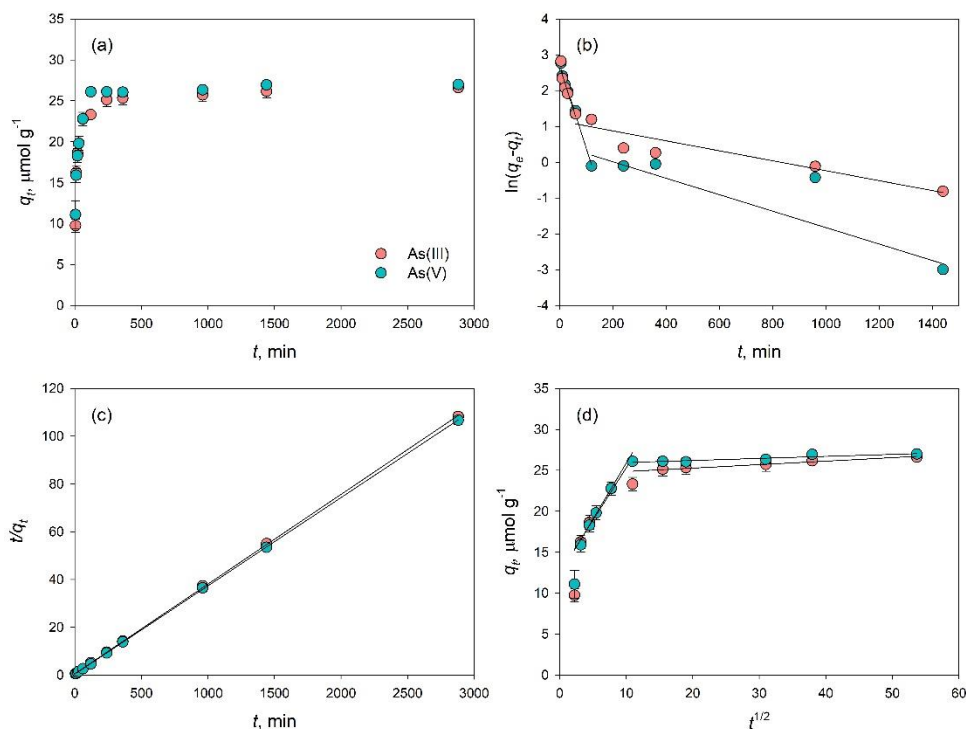 (a)
35
30
25
20
15
10
5
0
qₜ, μmol g⁻¹
As(III)
As(V)
0 500 1000 1500 2000 2500 3000
t, min
(b)
4
3
2
1
0
-1
-2
-3
-4
ln(qₑ-qₜ)
0 200 400 600 800 1000 1200 1400
t, min
(c)
120
100
80
60
40
20
0
t/qₜ
0 500 1000 1500 2000 2500 3000
t, min
(d)
35
30
25
20
15
10
5
0
qₜ, μmol g⁻¹
0 10 20 30 40 50 60
t¹/²